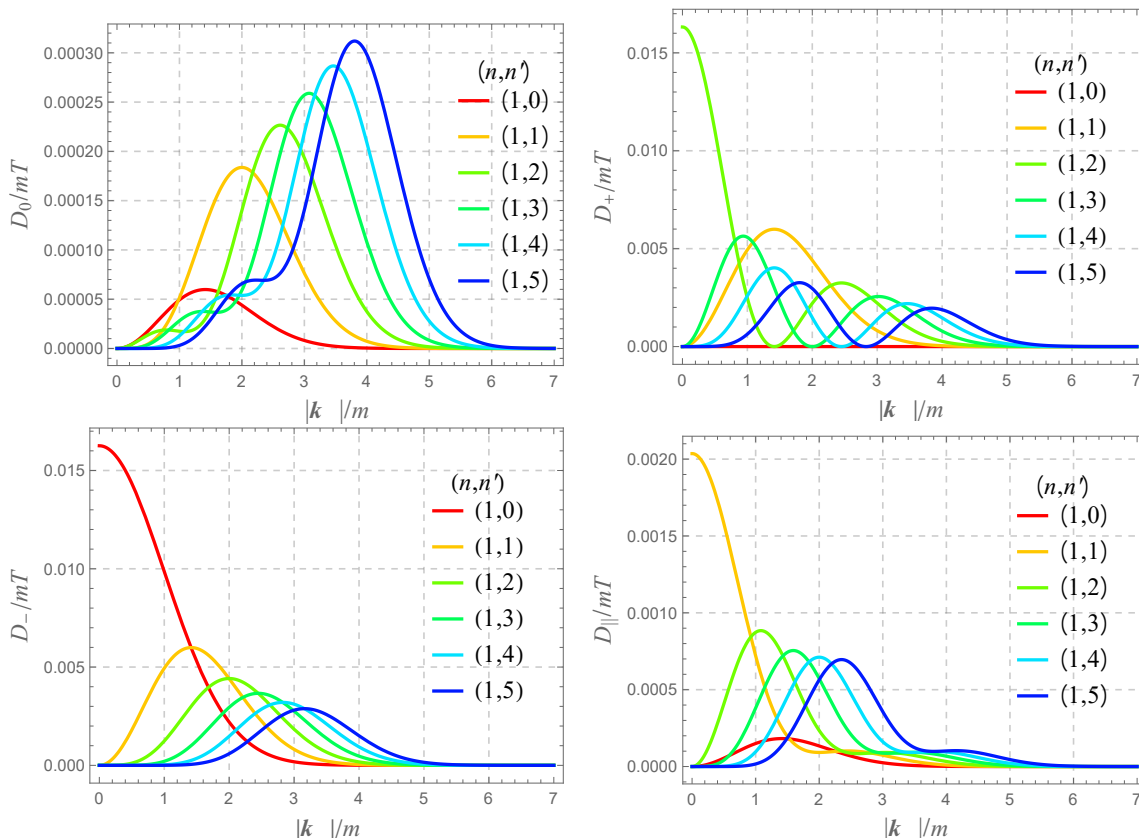 D₀/mT
0.00030
0.00025
0.00020
0.00015
0.00010
0.00005
0.00000
(n,n′)
(1,0)
(1,1)
(1,2)
(1,3)
(1,4)
(1,5)
0 1 2 3 4 5 6 7
|k |/m
D₊/mT
0.015
0.010
0.005
0.000
(n,n′)
(1,0)
(1,1)
(1,2)
(1,3)
(1,4)
(1,5)
0 1 2 3 4 5 6 7
|k |/m
D₋/mT
0.015
0.010
0.005
0.000
(n,n′)
(1,0)
(1,1)
(1,2)
(1,3)
(1,4)
(1,5)
0 1 2 3 4 5 6 7
|k |/m
D∥/mT
0.0020
0.0015
0.0010
0.0005
0.0000
(n,n′)
(1,0)
(1,1)
(1,2)
(1,3)
(1,4)
(1,5)
0 1 2 3 4 5 6 7
|k |/m